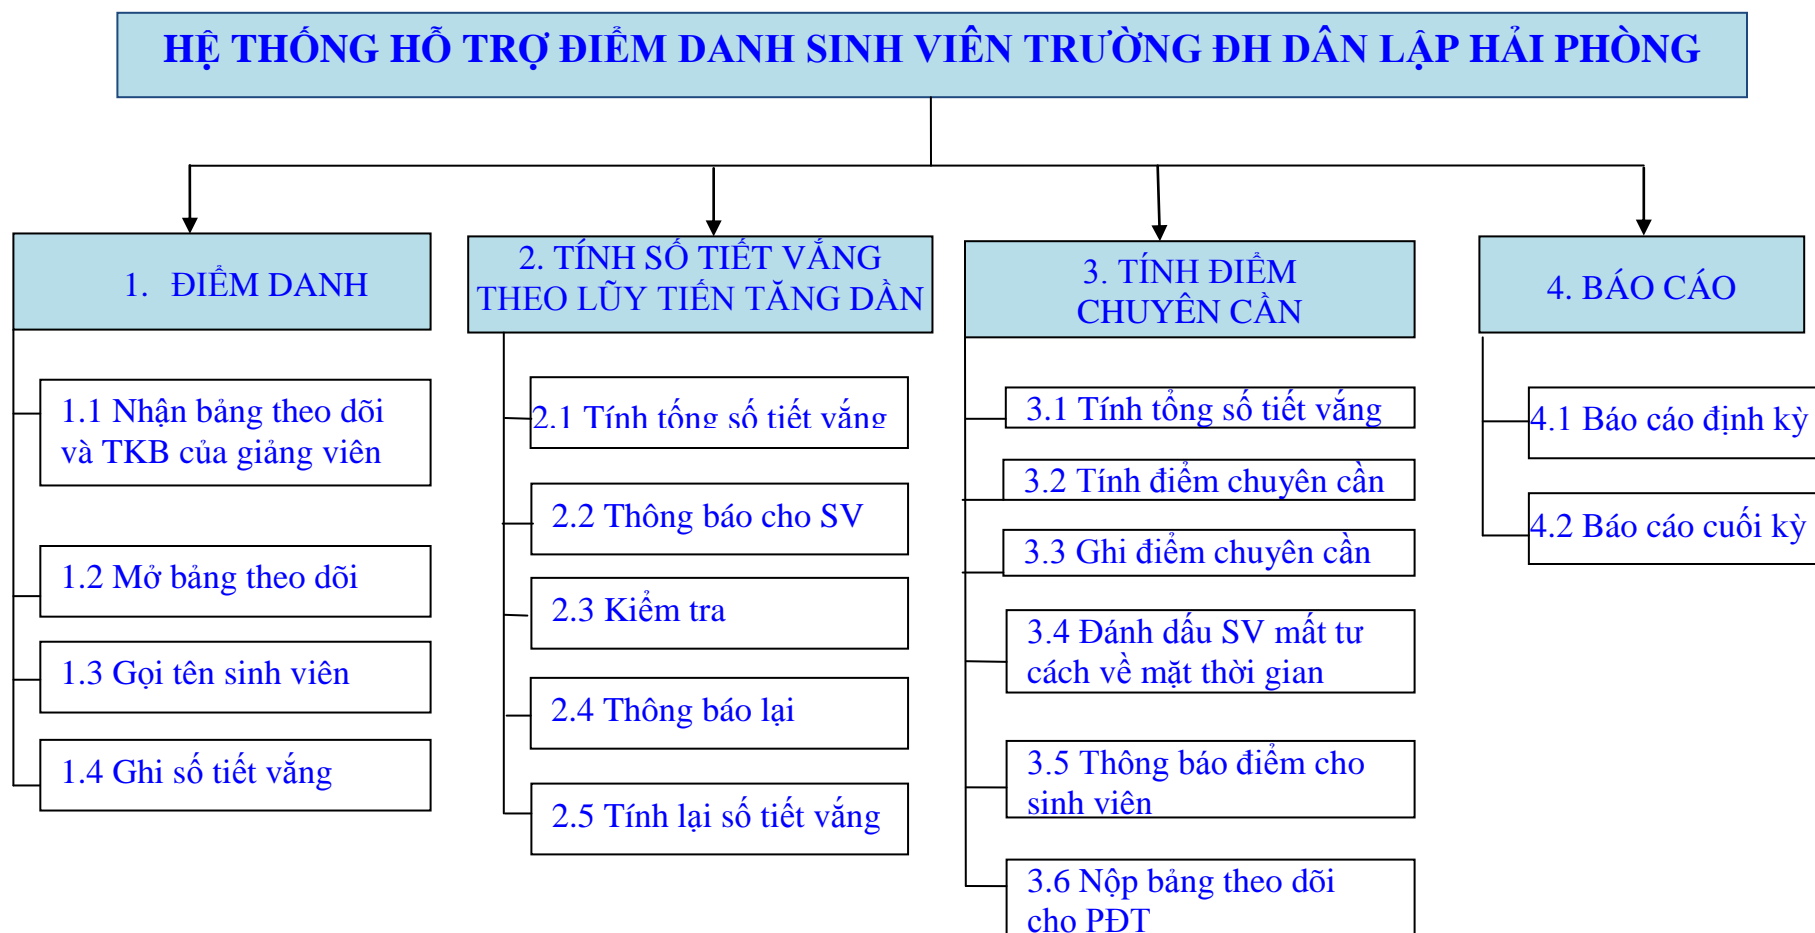 HỆ THỐNG HỖ TRỢ ĐIỂM DANH SINH VIÊN TRƯỜNG ĐH DÂN LẬP HẢI PHÒNG
1. ĐIỂM DANH
1.1 Nhận bảng theo dõi
và TKB của giảng viên
1.2 Mở bảng theo dõi
1.3 Gọi tên sinh viên
1.4 Ghi số tiết vắng
2. TÍNH SỐ TIẾT VẮNG
THEO LŨY TIẾN TĂNG DẦN
2.1 Tính tổng số tiết vắng
2.2 Thông báo cho SV
2.3 Kiểm tra
2.4 Thông báo lại
2.5 Tính lại số tiết vắng
3. TÍNH ĐIỂM
CHUYÊN CẦN
3.1 Tính tổng số tiết vắng
3.2 Tính điểm chuyên cần
3.3 Ghi điểm chuyên cần
3.4 Đánh dấu SV mất tư
cách về mặt thời gian
3.5 Thông báo điểm cho
sinh viên
3.6 Nộp bảng theo dõi
cho PĐT
4. BÁO CÁO
4.1 Báo cáo định kỳ
4.2 Báo cáo cuối kỳ